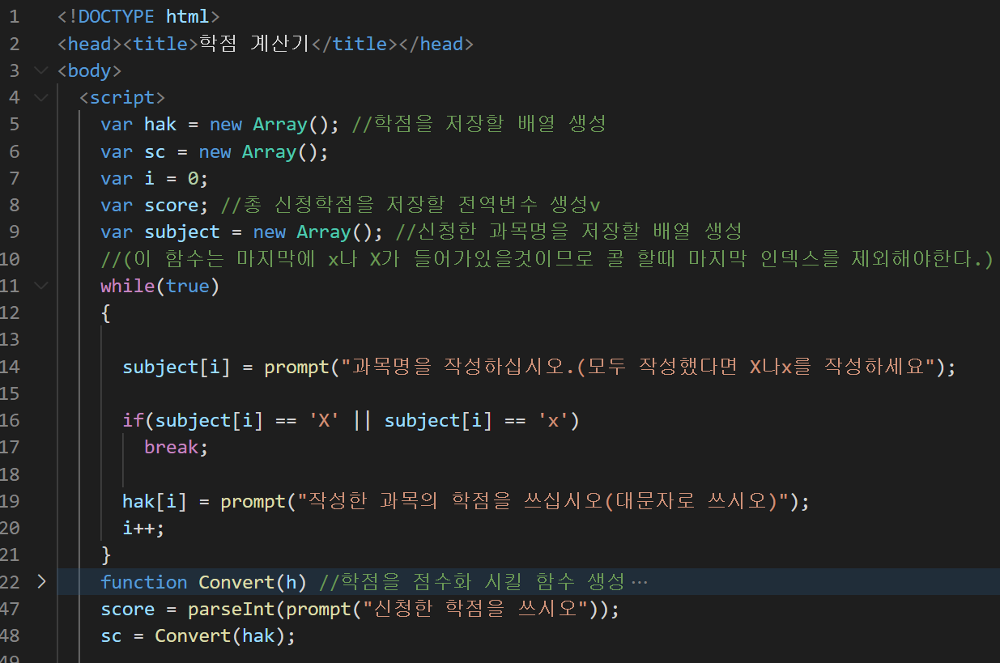 1 <!DOCTYPE html>
2 <head><title>학점 계산기</title></head>
3 <body>
4 <script>
5 var hak = new Array(); //학점을 저장할 배열 생성
6 var sc = new Array();
7 var i = 0;
8 var score; //총 신청학점을 저장할 전역변수 생성v
9 var subject = new Array(); //신청한 과목명을 저장할 배열 생성
10 //(이 함수는 마지막에 x나 X가 들어가있을것이므로 콜 할때 마지막 인덱스를 제외해야한다.)
11 while(true)
12 {
13
14 subject[i] = prompt("과목명을 작성하십시오.(모두 작성했다면 X나x를 작성하세요");
15
16 if(subject[i] == 'X' || subject[i] == 'x')
17 break;
18
19 hak[i] = prompt("작성한 과목의 학점을 쓰십시오(대문자로 쓰시오)");
20 i++;
21 }
22 function Convert(h) //학점을 점수화 시킬 함수 생성⋯
47 score = parseInt(prompt("신청한 학점을 쓰시오"));
48 sc = Convert(hak);
49